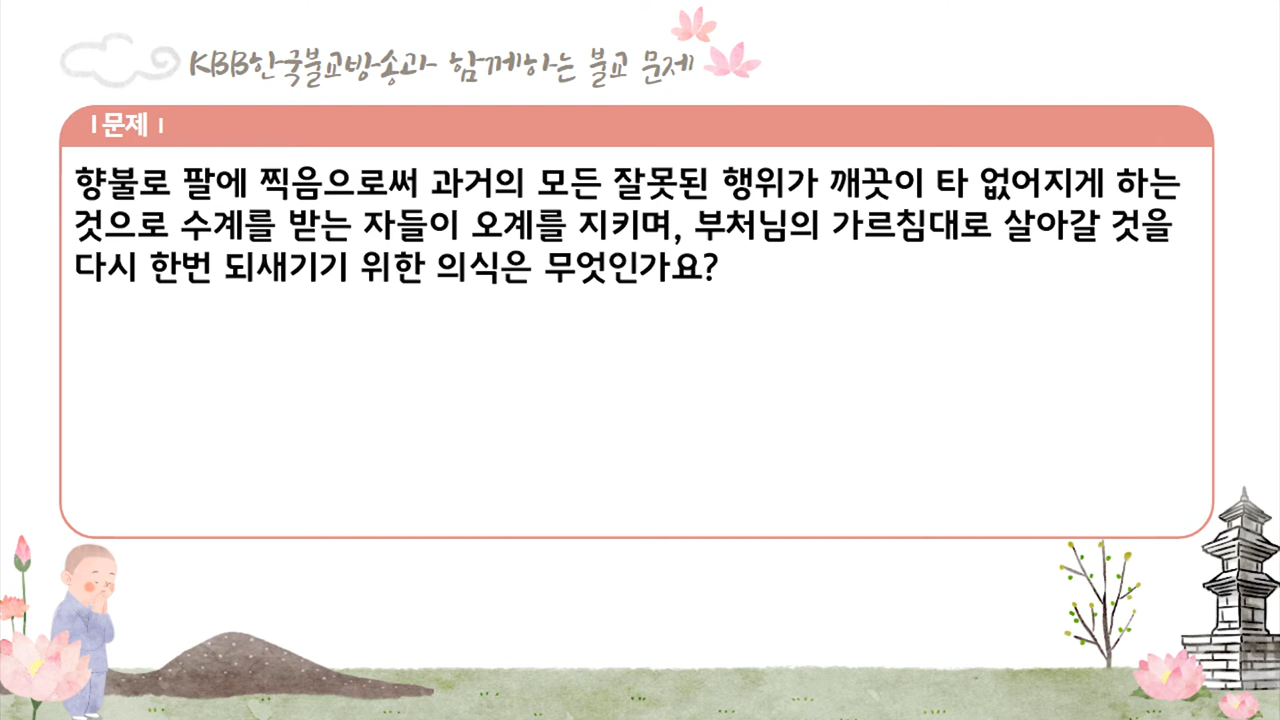 KBB한국불교방송과 함께하는 불교 문제
| 문제 |
향불로 팔에 찍음으로써 과거의 모든 잘못된 행위가 깨끗이 타 없어지게 하는
것으로 수계를 받는 자들이 오계를 지키며, 부처님의 가르침대로 살아갈 것을
다시 한번 되새기기 위한 의식은 무엇인가요?